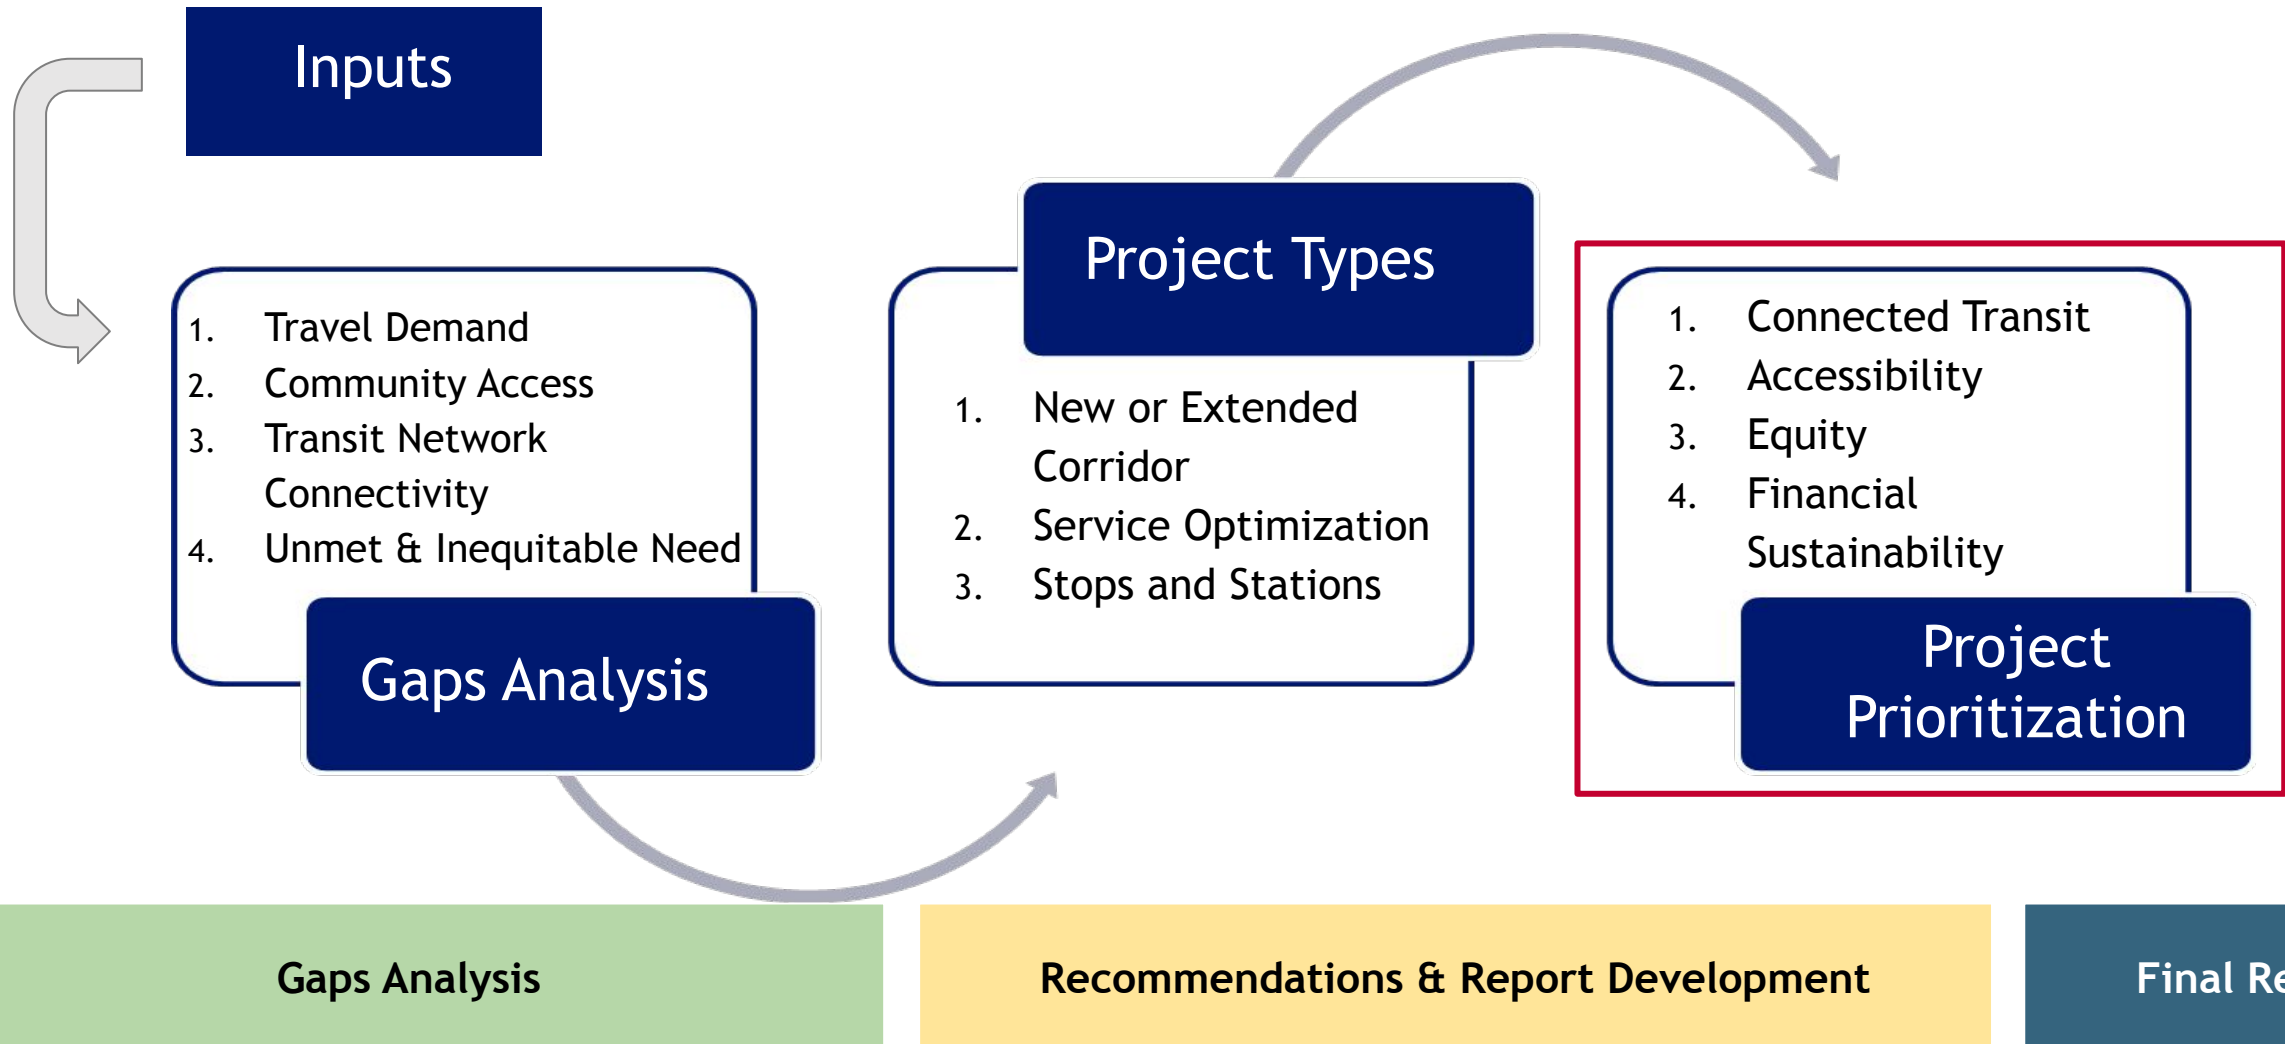 Inputs
1. Travel Demand
2. Community Access
3. Transit Network
Connectivity
4. Unmet & Inequitable Need
Gaps Analysis
Project Types
1. New or Extended
Corridor
2. Service Optimization
3. Stops and Stations
1. Connected Transit
2. Accessibility
3. Equity
4. Financial
Sustainability
Project
Prioritization
Gaps Analysis
Recommendations & Report Development
Final